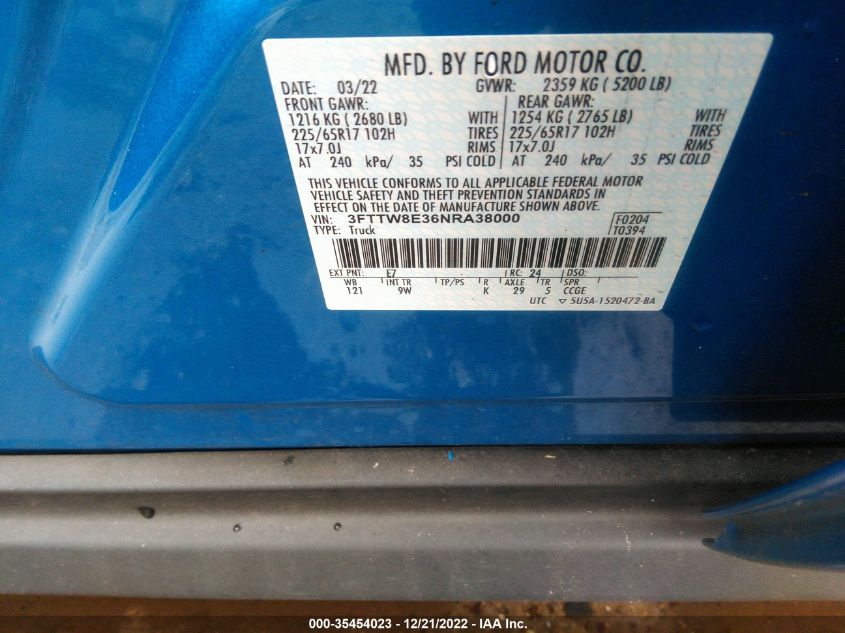 MFD. BY FORD MOTOR CO.
DATE: 03/22 GVWR: 2359 KG ( 5200 LB)
FRONT GAWR: REAR GAWR:
1216 KG ( 2680 LB) WITH 1254 KG ( 2765 LB) WITH
225/65R17 102H TIRES 225/65R17 102H TIRES
17x7.0J RIMS 17x7.0J RIMS
AT 240 kPa/ 35 PSI COLD AT 240 kPa/ 35 PSI COLD
THIS VEHICLE CONFORMS TO ALL APPLICABLE FEDERAL MOTOR
VEHICLE SAFETY AND THEFT PREVENTION STANDARDS IN
EFFECT ON THE DATE OF MANUFACTURE SHOWN ABOVE.
VIN: 3FTTW8E36NRA38000 F0204
TYPE: Truck T0394
EXT PNT: E7 RC: 24 DSO:
WB INT TR TP/PS R AXLE TR SPR
121 9W K 29 5 CCGE
UTC ▽ 5U5A-1520472-BA
000-35454023 - 12/21/2022 - IAA Inc.